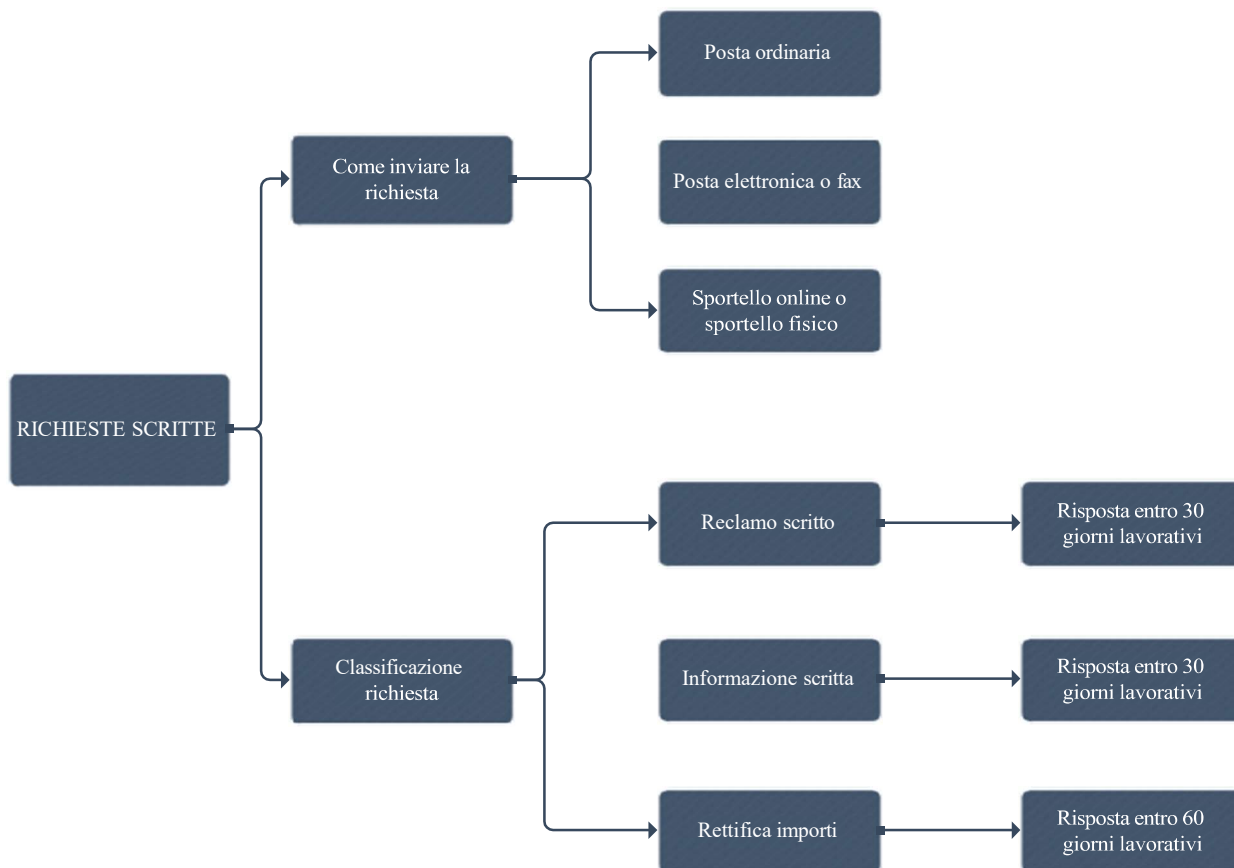 Posta ordinaria
Come inviare la
richiesta
Posta elettronica o fax
Sportello online o
sportello fisico
RICHIESTE SCRITTE
Reclamo scritto
Risposta entro 30
giorni lavorativi
Classificazione
richiesta
Informazione scritta
Risposta entro 30
giorni lavorativi
Rettifica importi
Risposta entro 60
giorni lavorativi